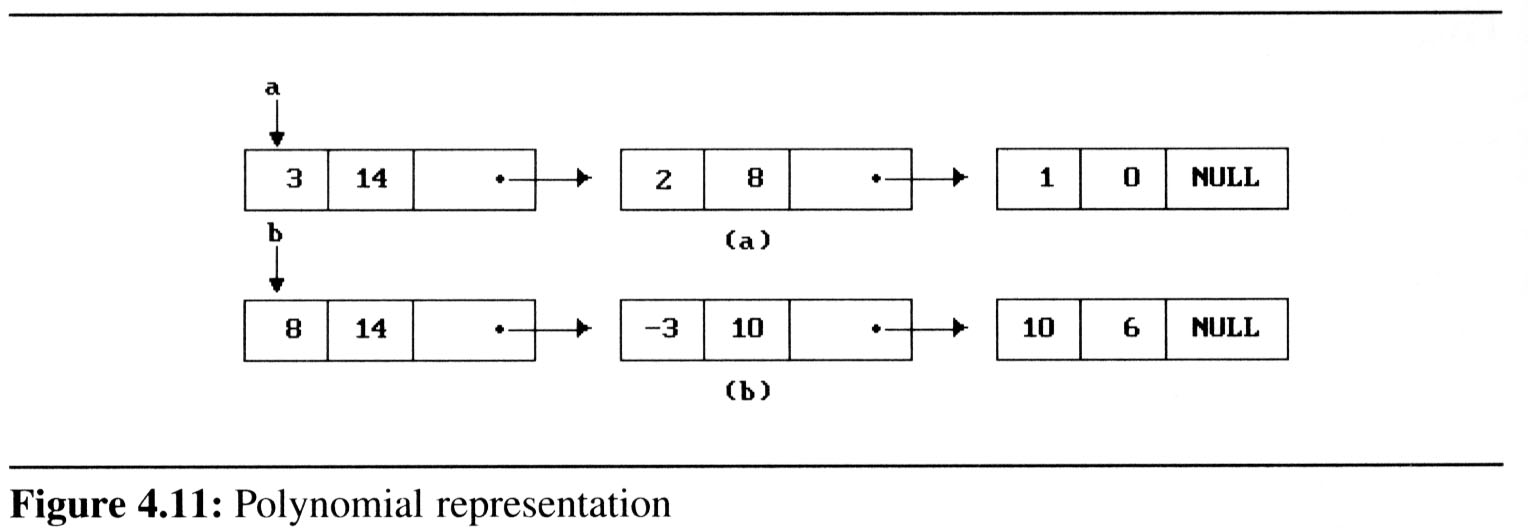 a
3 14 2 8 1 0 NULL
(a)
b
8 14 -3 10 10 6 NULL
(b)
Figure 4.11: Polynomial representation